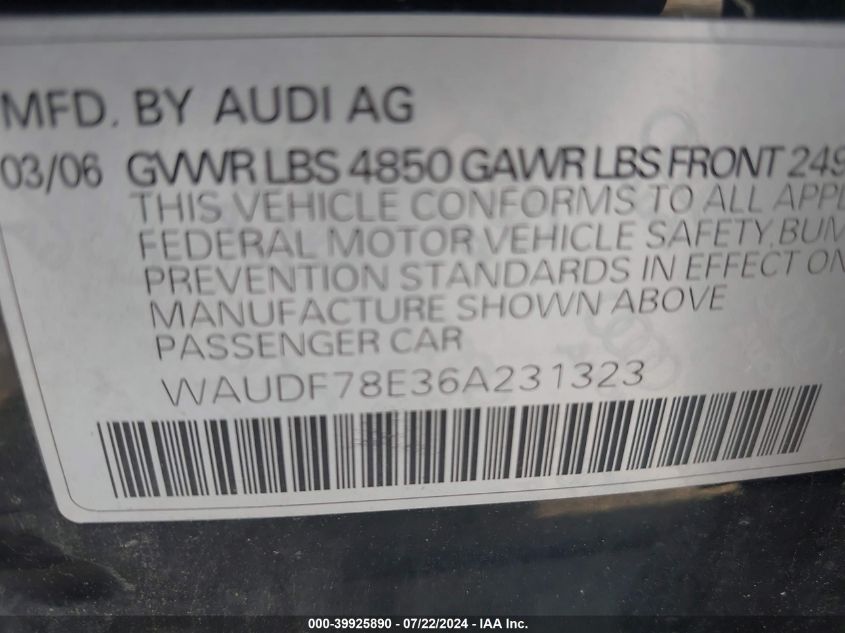 MFD. BY AUDI AG
03/06 GVWR LBS 4850 GAWR LBS FRONT 249
THIS VEHICLE CONFORMS TO ALL APPL
FEDERAL MOTOR VEHICLE SAFETY, BUM
PREVENTION STANDARDS IN EFFECT ON
MANUFACTURE SHOWN ABOVE
PASSENGER CAR
WAUDF78E36A231323
000-39925890 | 07/22/2024 - IAA Inc.